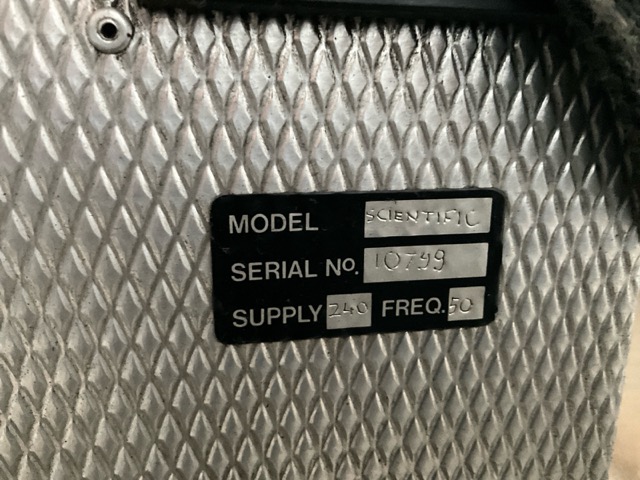 MODEL SCIENTIFIC
SERIAL No. 10799
SUPPLY 240 FREQ. 50